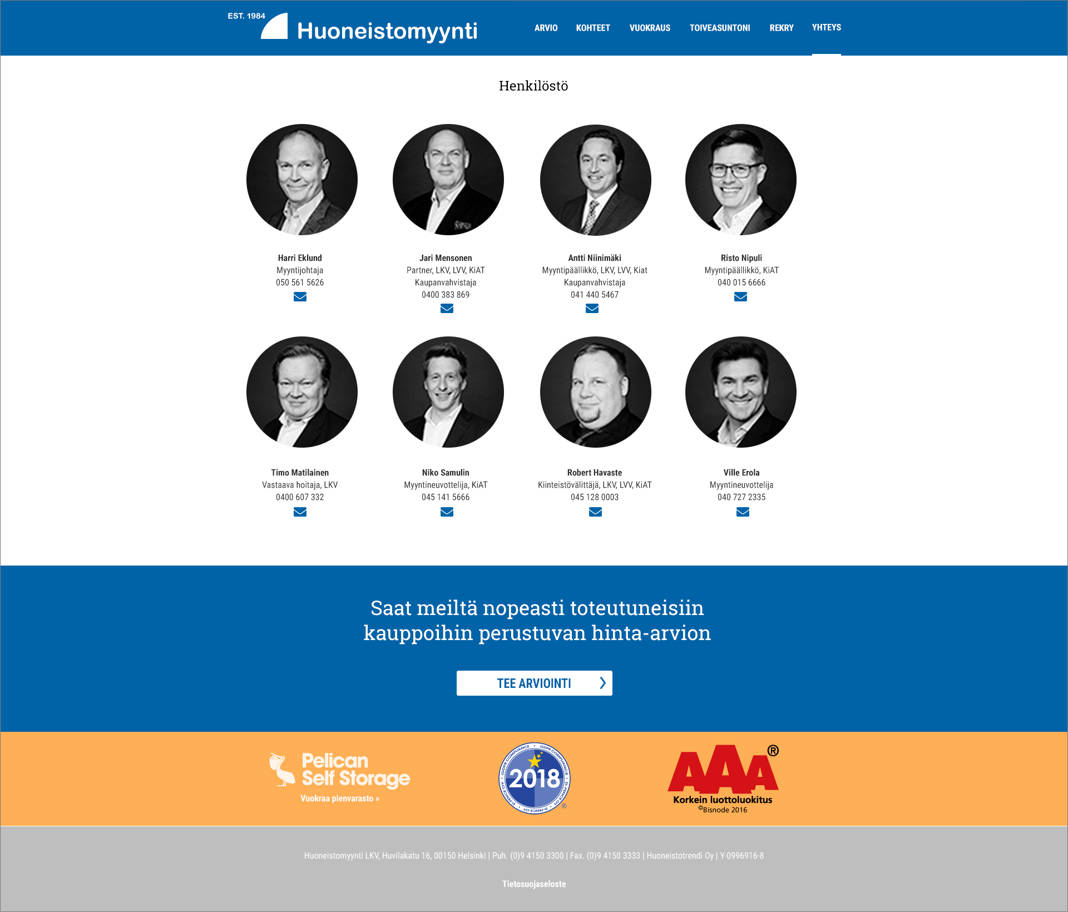 EST. 1984
Huoneistomyynti
ARVIO KOHTEET VUOKRAUS TOIVEASUNTONI REKRY YHTEYS
Henkilöstö
Harri Eklund
Myyntijohtaja
050 561 5626
Jari Mensonen
Partner, LKV, LVV, KiAT
Kaupanvahvistaja
0400 383 869
Antti Niinimäki
Myyntipäällikkö, LKV, LVV, Kiat
Kaupanvahvistaja
041 440 5467
Risto Nipuli
Myyntipäällikkö, KiAT
040 015 6666
Timo Matilainen
Vastaava hoitaja, LKV
0400 607 332
Niko Samulin
Myyntineuvottelija, KiAT
045 141 5666
Robert Havaste
Kiinteistövälittäjä, LKV, LVV, KiAT
045 128 0003
Ville Erola
Myyntineuvottelija
040 727 2335
Saat meiltä nopeasti toteutuneisiin
kauppoihin perustuvan hinta-arvion
TEE ARVIOINTI
Pelican
Self Storage
Vuokraa pienvarasto »
2018
®
AAA®
Korkein luottoluokitus
©Bisnode 2016
Huoneistomyynti LKV, Huvilakatu 16, 00150 Helsinki | Puh. (0)9 4150 3300 | Fax. (0)9 4150 3333 | Huoneistotrendi Oy | Y-0996916-8
Tietosuojaseloste